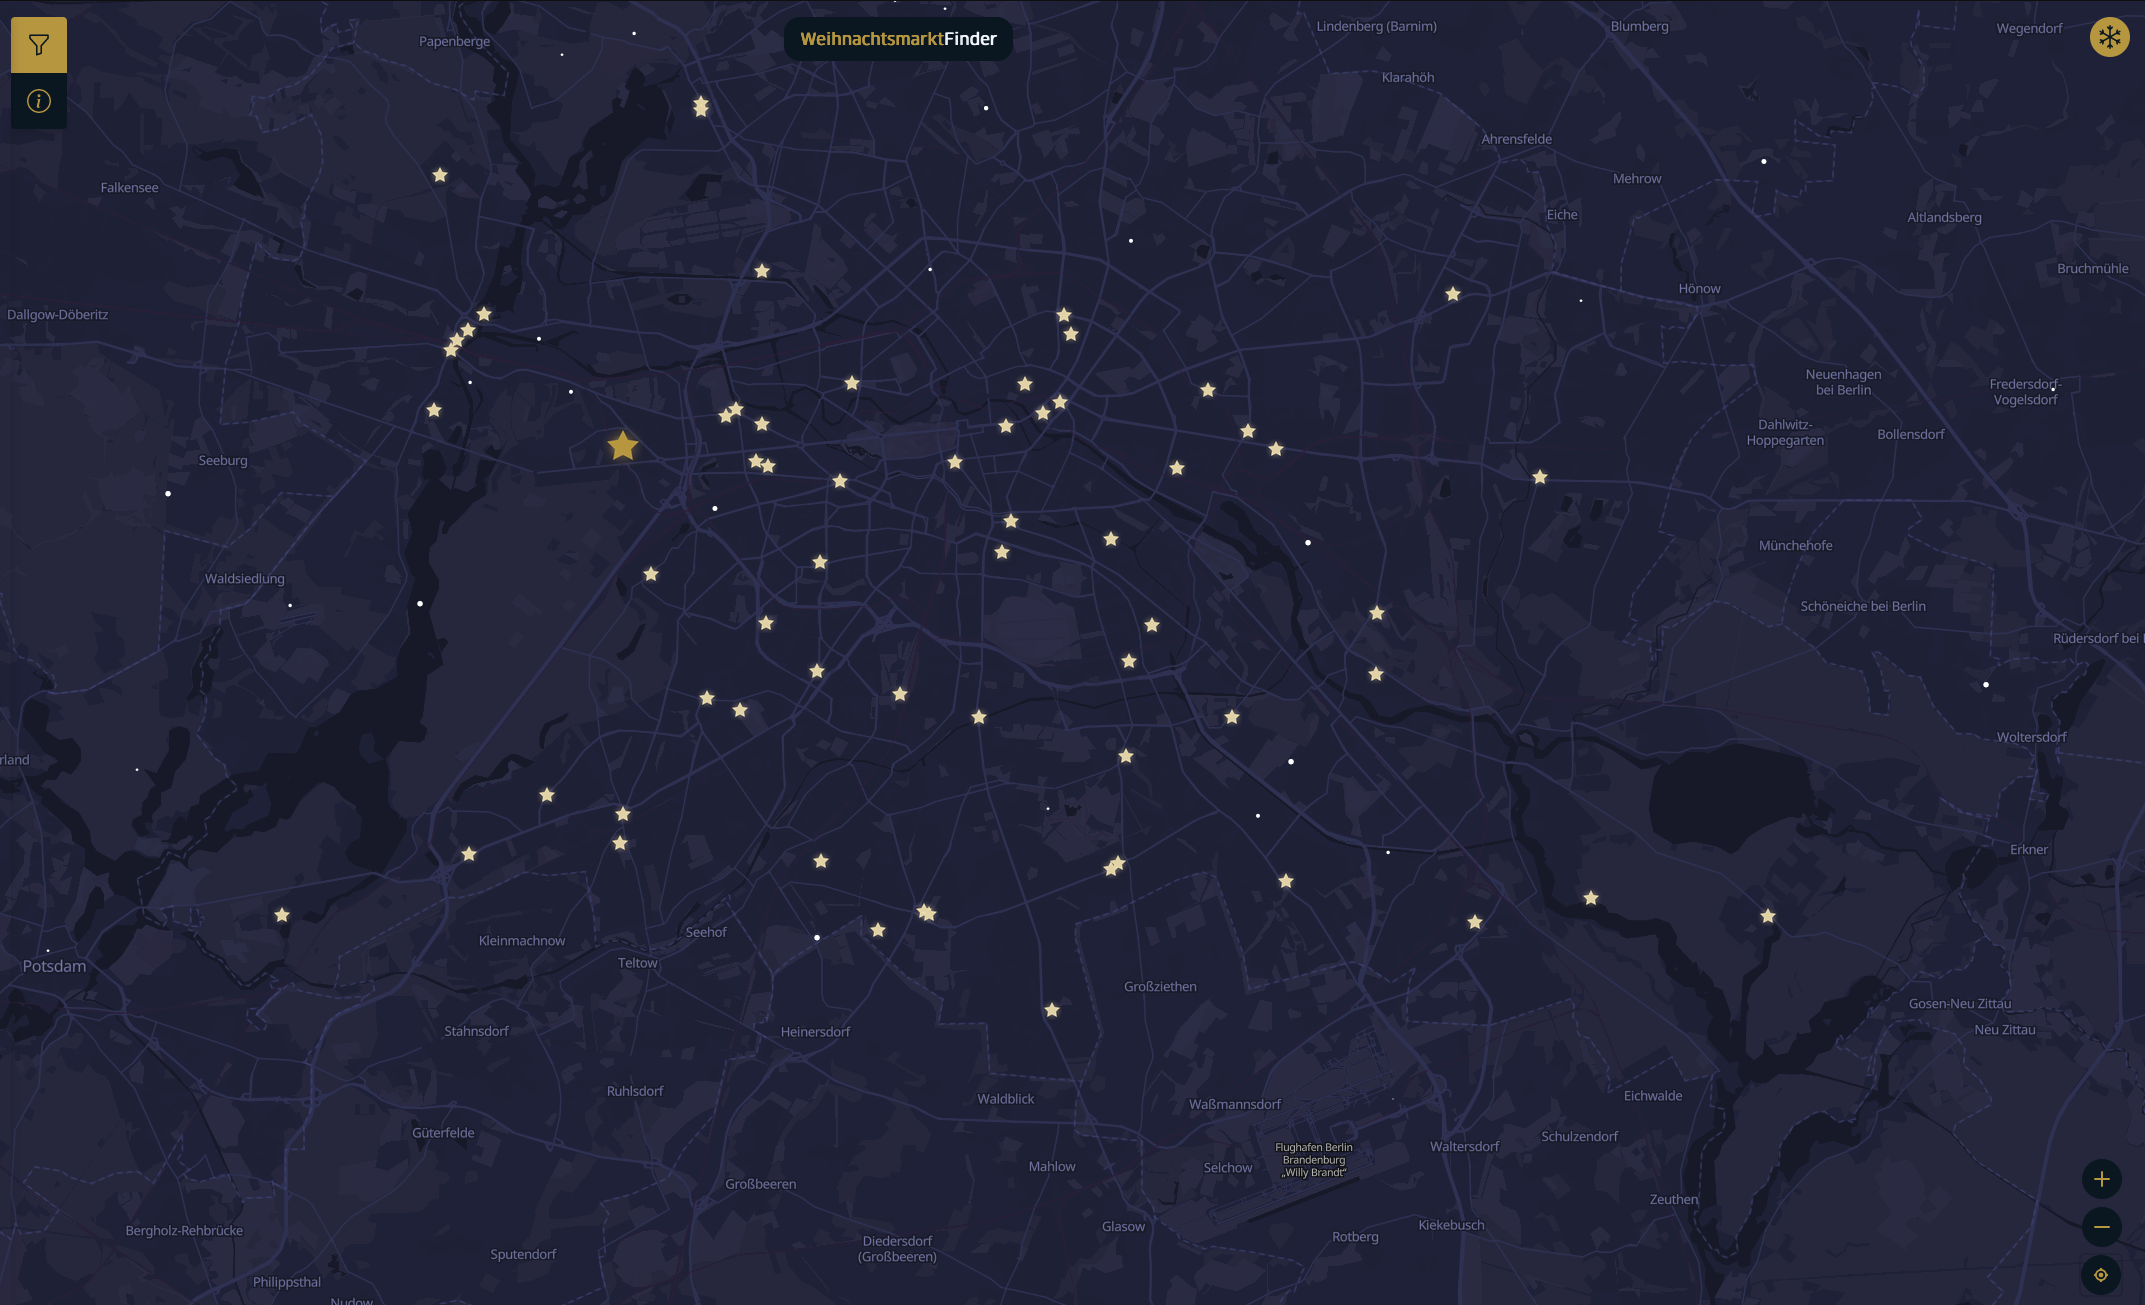 Papenberge
WeihnachtsmarktFinder
Lindenberg (Barnim)
Blumberg
Wegendorf
Klarahöh
Ahrensfelde
Falkensee
Mehrow
Eiche
Altlandsberg
Bruchmühle
Hönow
Dallgow-Döberitz
Neuenhagen
bei Berlin
Fredersdorf-
Vogelsdorf
Dahlwitz-
Hoppegarten
Bollensdorf
Seeburg
Münchehofe
Waldsiedlung
Schöneiche bei Berlin
Rüdersdorf bei
Woltersdorf
rland
Erkner
Seehof
Kleinmachnow
Teltow
Potsdam
Großziethen
Gosen-Neu Zittau
Neu Zittau
Stahnsdorf
Heinersdorf
Ruhlsdorf
Waldblick
Waßmannsdorf
Eichwalde
Güterfelde
Schulzendorf
Flughafen Berlin
Brandenburg
„Willy Brandt"
Waltersdorf
Mahlow
Selchow
Großbeeren
Zeuthen
Bergholz-Rehbrücke
Glasow
Kiekebusch
Rotberg
Diedersdorf
(Großbeeren)
Sputendorf
Philippsthal
Nudow